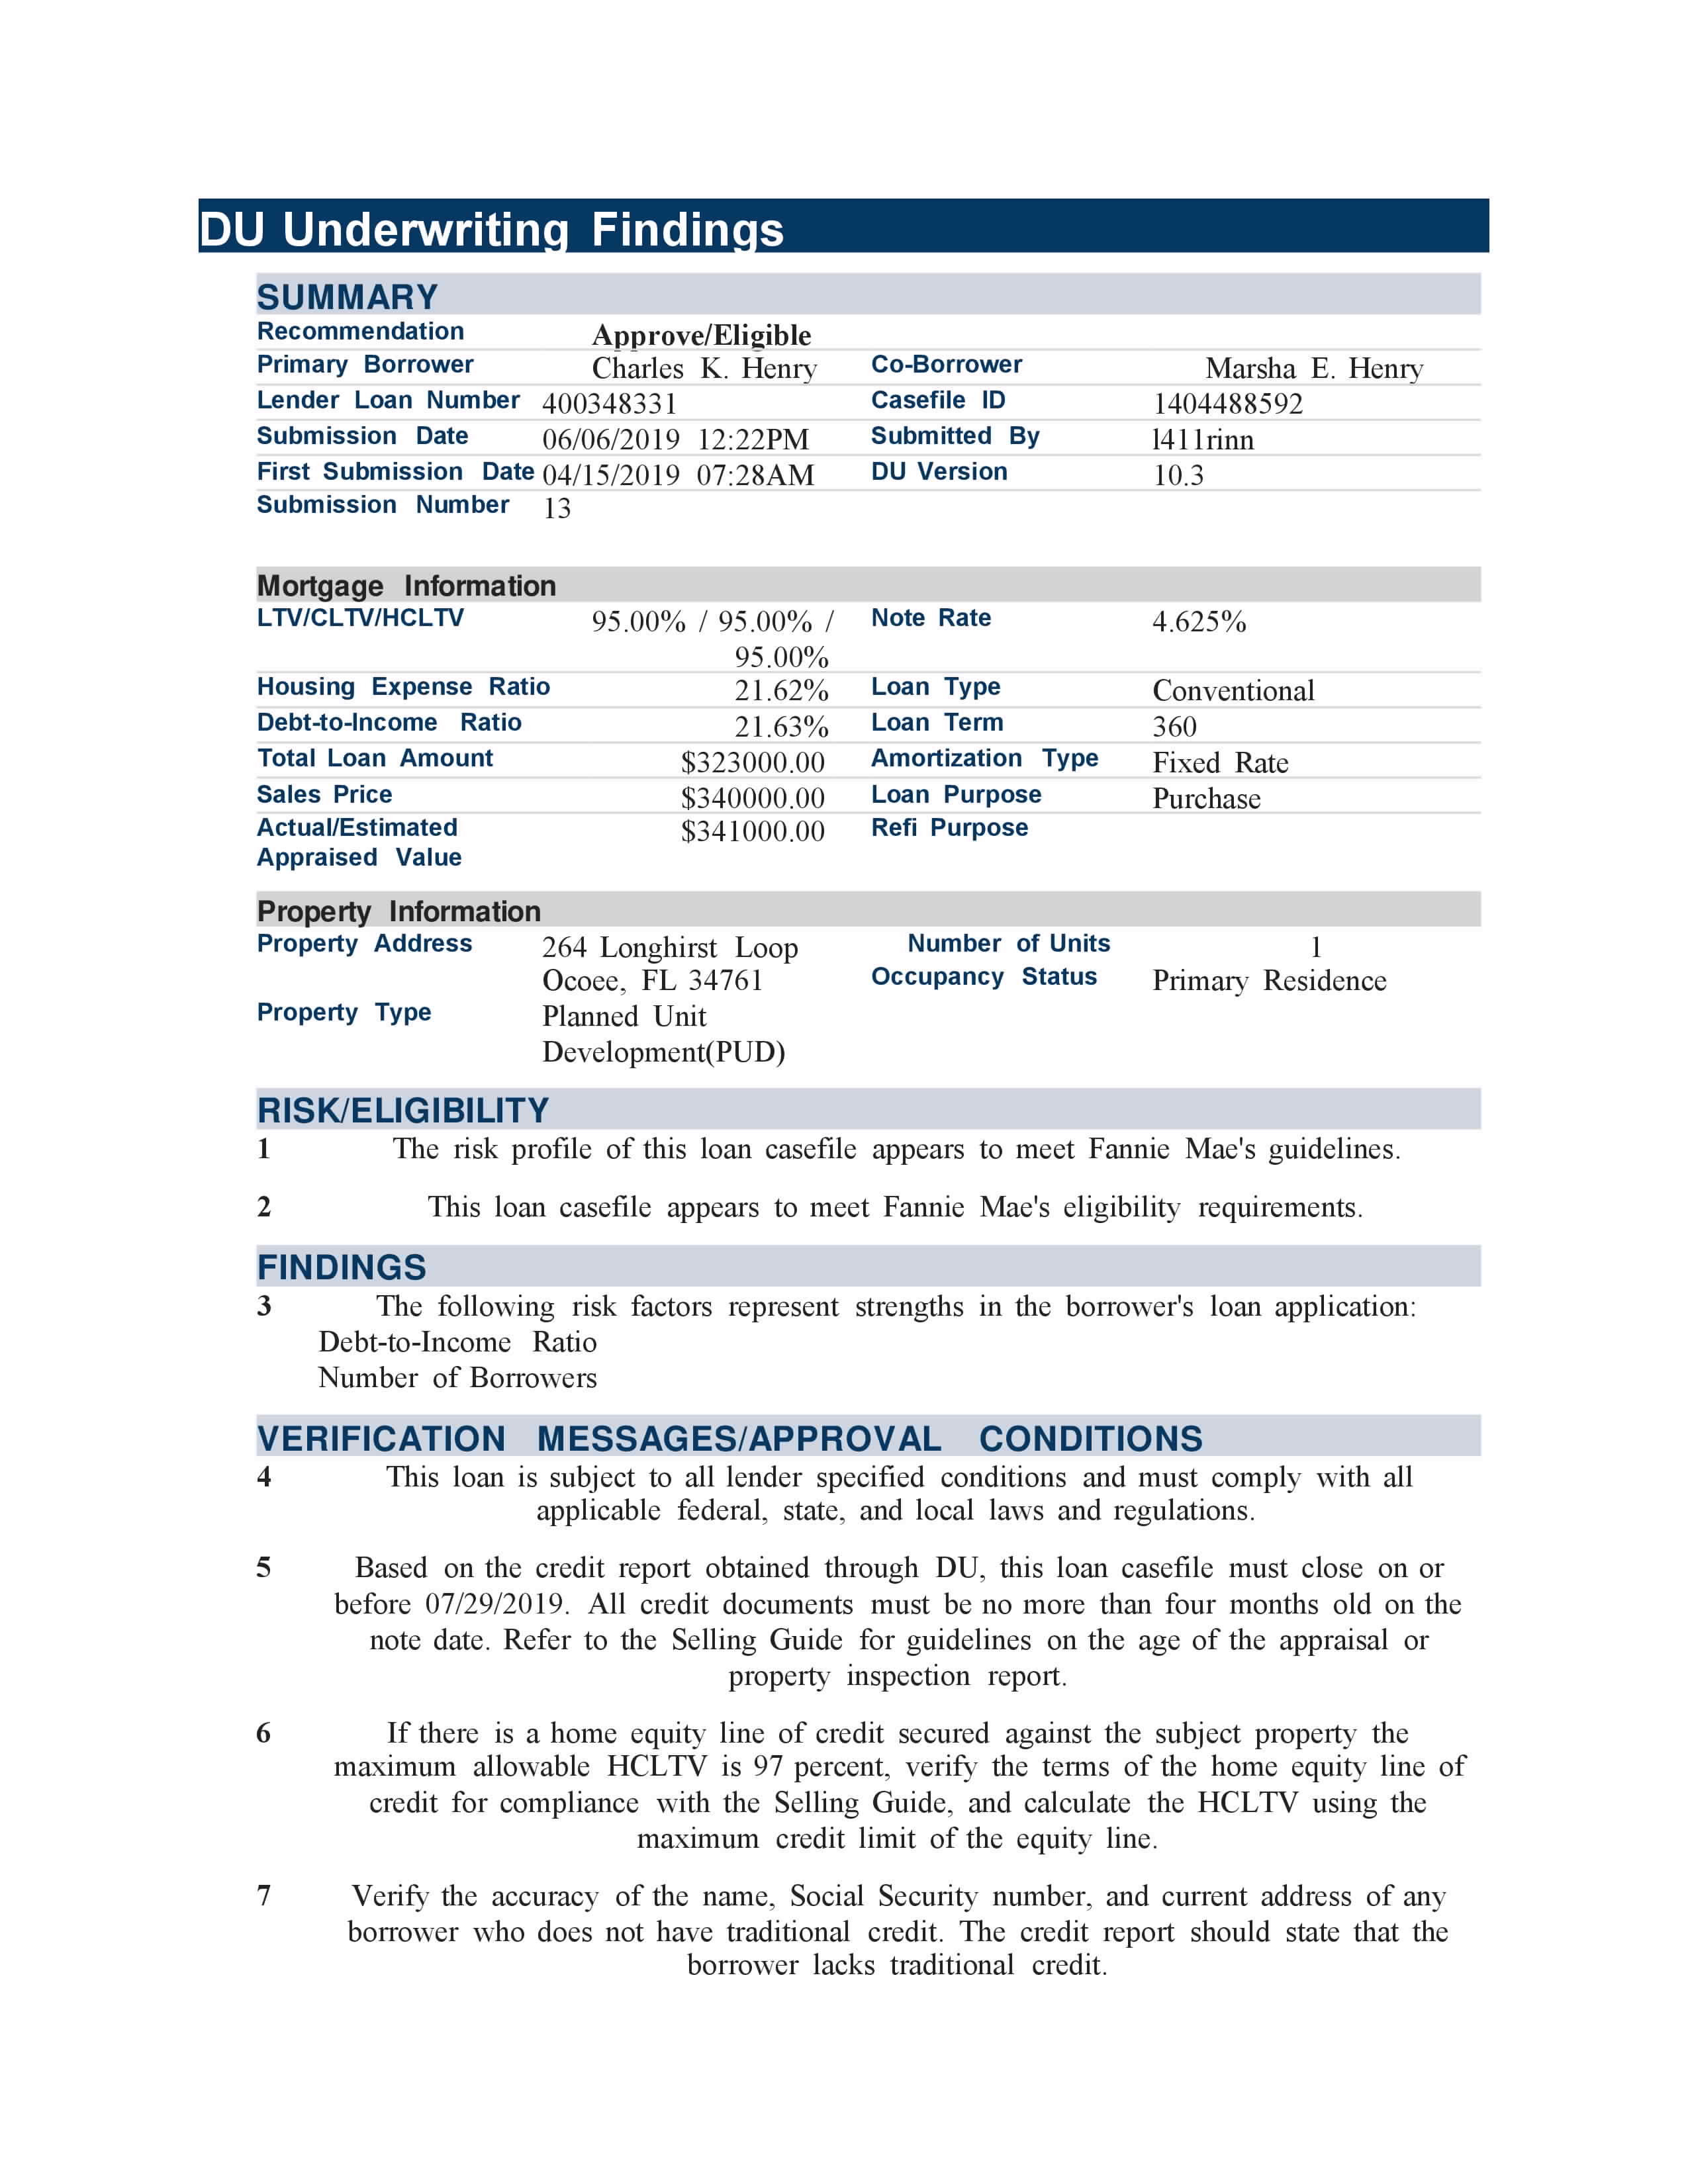 DU Underwriting Findings
SUMMARY
Recommendation Approve/Eligible
Primary Borrower Charles K. Henry Co-Borrower Marsha E. Henry
Lender Loan Number 400348331 Casefile ID 1404488592
Submission Date 06/06/2019 12:22PM Submitted By l411rinn
First Submission Date 04/15/2019 07:28AM DU Version 10.3
Submission Number 13
Mortgage Information
LTV/CLTV/HCLTV 95.00% / 95.00% / Note Rate 4.625%
95.00%
Housing Expense Ratio 21.62% Loan Type Conventional
Debt-to-Income Ratio 21.63% Loan Term 360
Total Loan Amount $323000.00 Amortization Type Fixed Rate
Sales Price $340000.00 Loan Purpose Purchase
Actual/Estimated $341000.00 Refi Purpose
Appraised Value
Property Information
Property Address 264 Longhirst Loop Number of Units 1
Ocoee, FL 34761 Occupancy Status Primary Residence
Property Type Planned Unit
Development(PUD)
RISK/ELIGIBILITY
1 The risk profile of this loan casefile appears to meet Fannie Mae's guidelines.
2 This loan casefile appears to meet Fannie Mae's eligibility requirements.
FINDINGS
3 The following risk factors represent strengths in the borrower's loan application:
Debt-to-Income Ratio
Number of Borrowers
VERIFICATION MESSAGES/APPROVAL CONDITIONS
4 This loan is subject to all lender specified conditions and must comply with all
applicable federal, state, and local laws and regulations.
5 Based on the credit report obtained through DU, this loan casefile must close on or
before 07/29/2019. All credit documents must be no more than four months old on the
note date. Refer to the Selling Guide for guidelines on the age of the appraisal or
property inspection report.
6 If there is a home equity line of credit secured against the subject property the
maximum allowable HCLTV is 97 percent, verify the terms of the home equity line of
credit for compliance with the Selling Guide, and calculate the HCLTV using the
maximum credit limit of the equity line.
7 Verify the accuracy of the name, Social Security number, and current address of any
borrower who does not have traditional credit. The credit report should state that the
borrower lacks traditional credit.